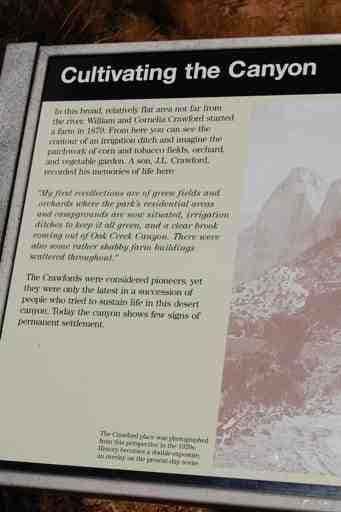 Cultivating the Canyon
In this broad, relatively flat area not far from
the river, William and Cornelia Crawford started
a farm in 1879. From here you can see the
contour of an irrigation ditch and imagine the
patchwork of corn and tobacco fields, orchard,
and vegetable garden. A son, J.L. Crawford,
recorded his memories of life here:
"My first recollections are of green fields and
orchards where the park's residential areas
and campgrounds are now situated, irrigation
ditches to keep it all green, and a clear brook
coming out of Oak Creek Canyon. There were
also some rather shabby farm buildings
scattered throughout."
The Crawfords were considered pioneers, yet
they were only the latest in a succession of
people who tried to sustain life in this desert
canyon. Today the canyon shows few signs of
permanent settlement.
The Crawford place was photographed
from this perspective in the 1920s.
History becomes a double exposure,
an overlay on the present-day scene.